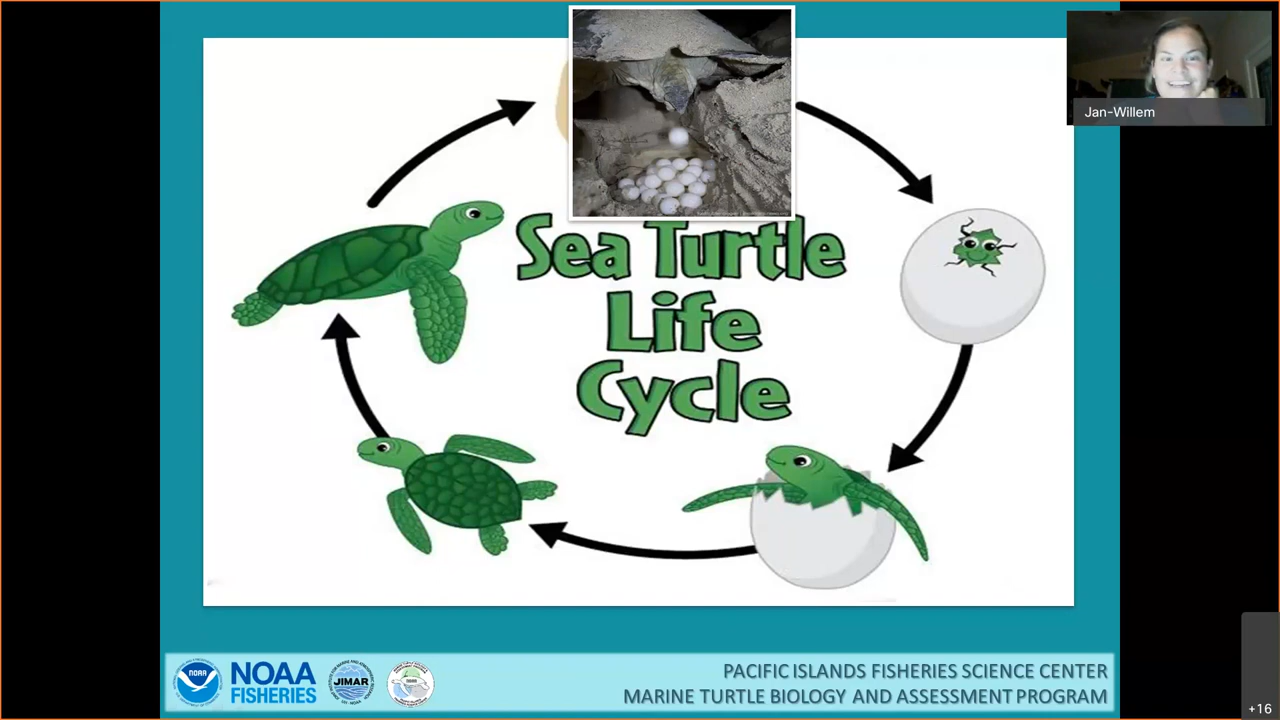 Jan-Willem
Sea Turtle
Life
Cycle
NOAA
NOAA
FISHERIES
JIMAR
PACIFIC ISLANDS FISHERIES SCIENCE CENTER
MARINE TURTLE BIOLOGY AND ASSESSMENT PROGRAM
+16